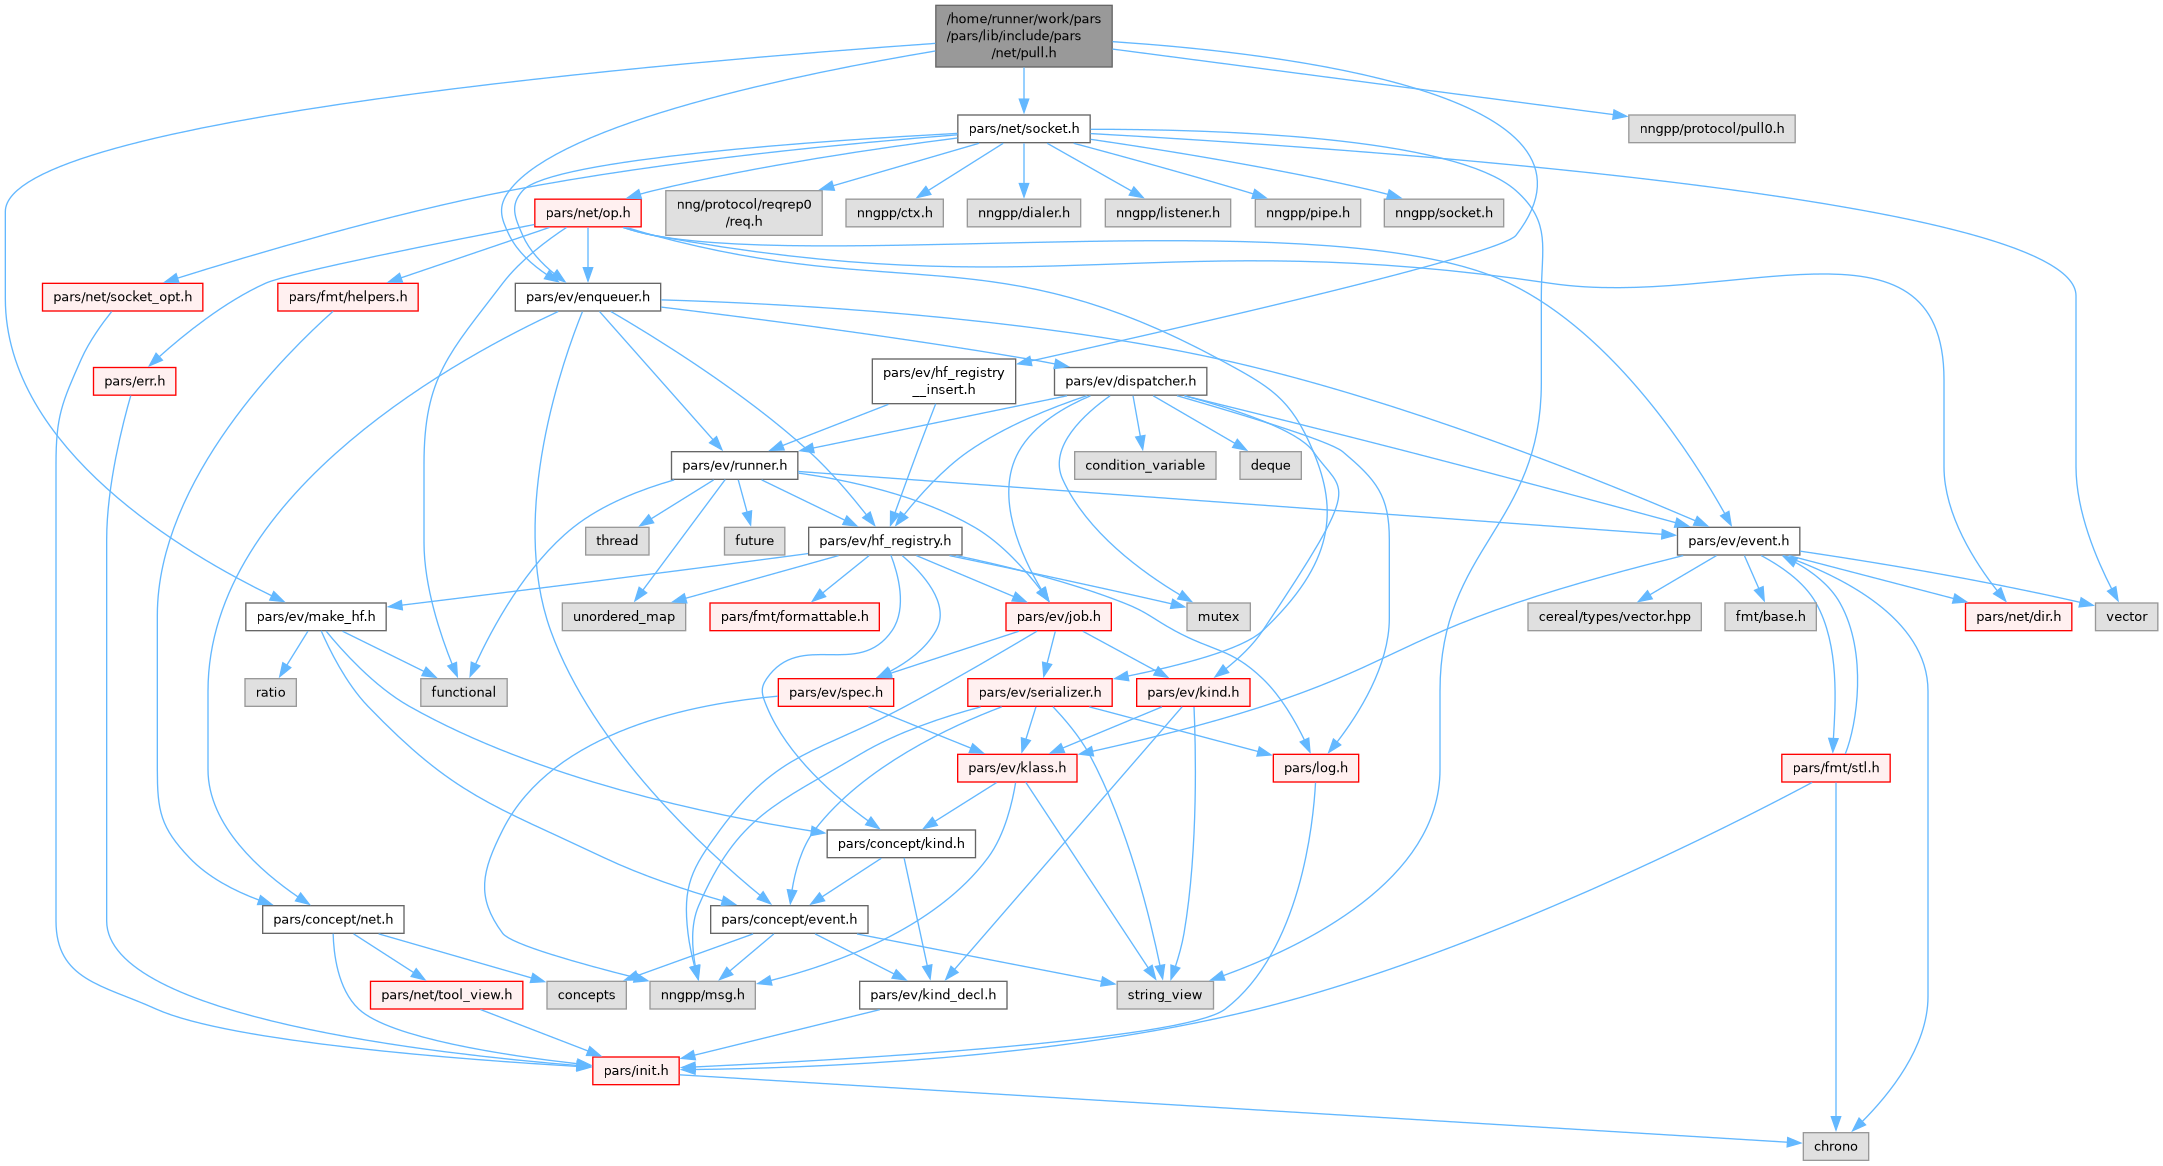 /home/runner/work/pars
/pars/lib/include/pars
/net/pull.h
pars/net/socket.h
nngpp/protocol/pull0.h
nng/protocol/reqrep0
/req.h
pars/net/op.h
nngpp/ctx.h
nngpp/dialer.h
nngpp/listener.h
nngpp/pipe.h
nngpp/socket.h
pars/net/socket_opt.h
pars/fmt/helpers.h
pars/ev/enqueuer.h
pars/err.h
pars/ev/hf_registry
__insert.h
pars/ev/dispatcher.h
pars/ev/runner.h
condition_variable
deque
thread
future
pars/ev/hf_registry.h
pars/ev/event.h
pars/ev/make_hf.h
unordered_map
pars/fmt/formattable.h
pars/ev/job.h
mutex
cereal/types/vector.hpp
fmt/base.h
pars/net/dir.h
vector
ratio
functional
pars/ev/spec.h
pars/ev/serializer.h
pars/ev/kind.h
pars/ev/klass.h
pars/log.h
pars/fmt/stl.h
pars/concept/kind.h
pars/concept/net.h
pars/concept/event.h
pars/net/tool_view.h
concepts
nngpp/msg.h
pars/ev/kind_decl.h
string_view
pars/init.h
chrono